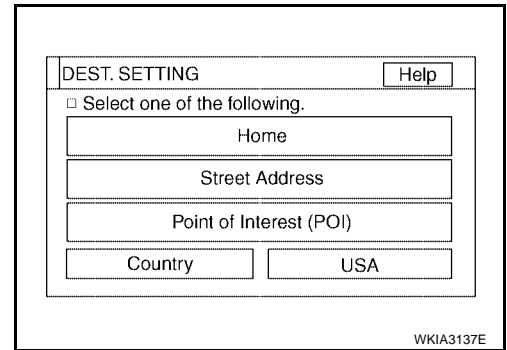 DEST. SETTING Help
□ Select one of the following.
Home
Street Address
Point of Interest (POI)
Country USA
WKIA3137E